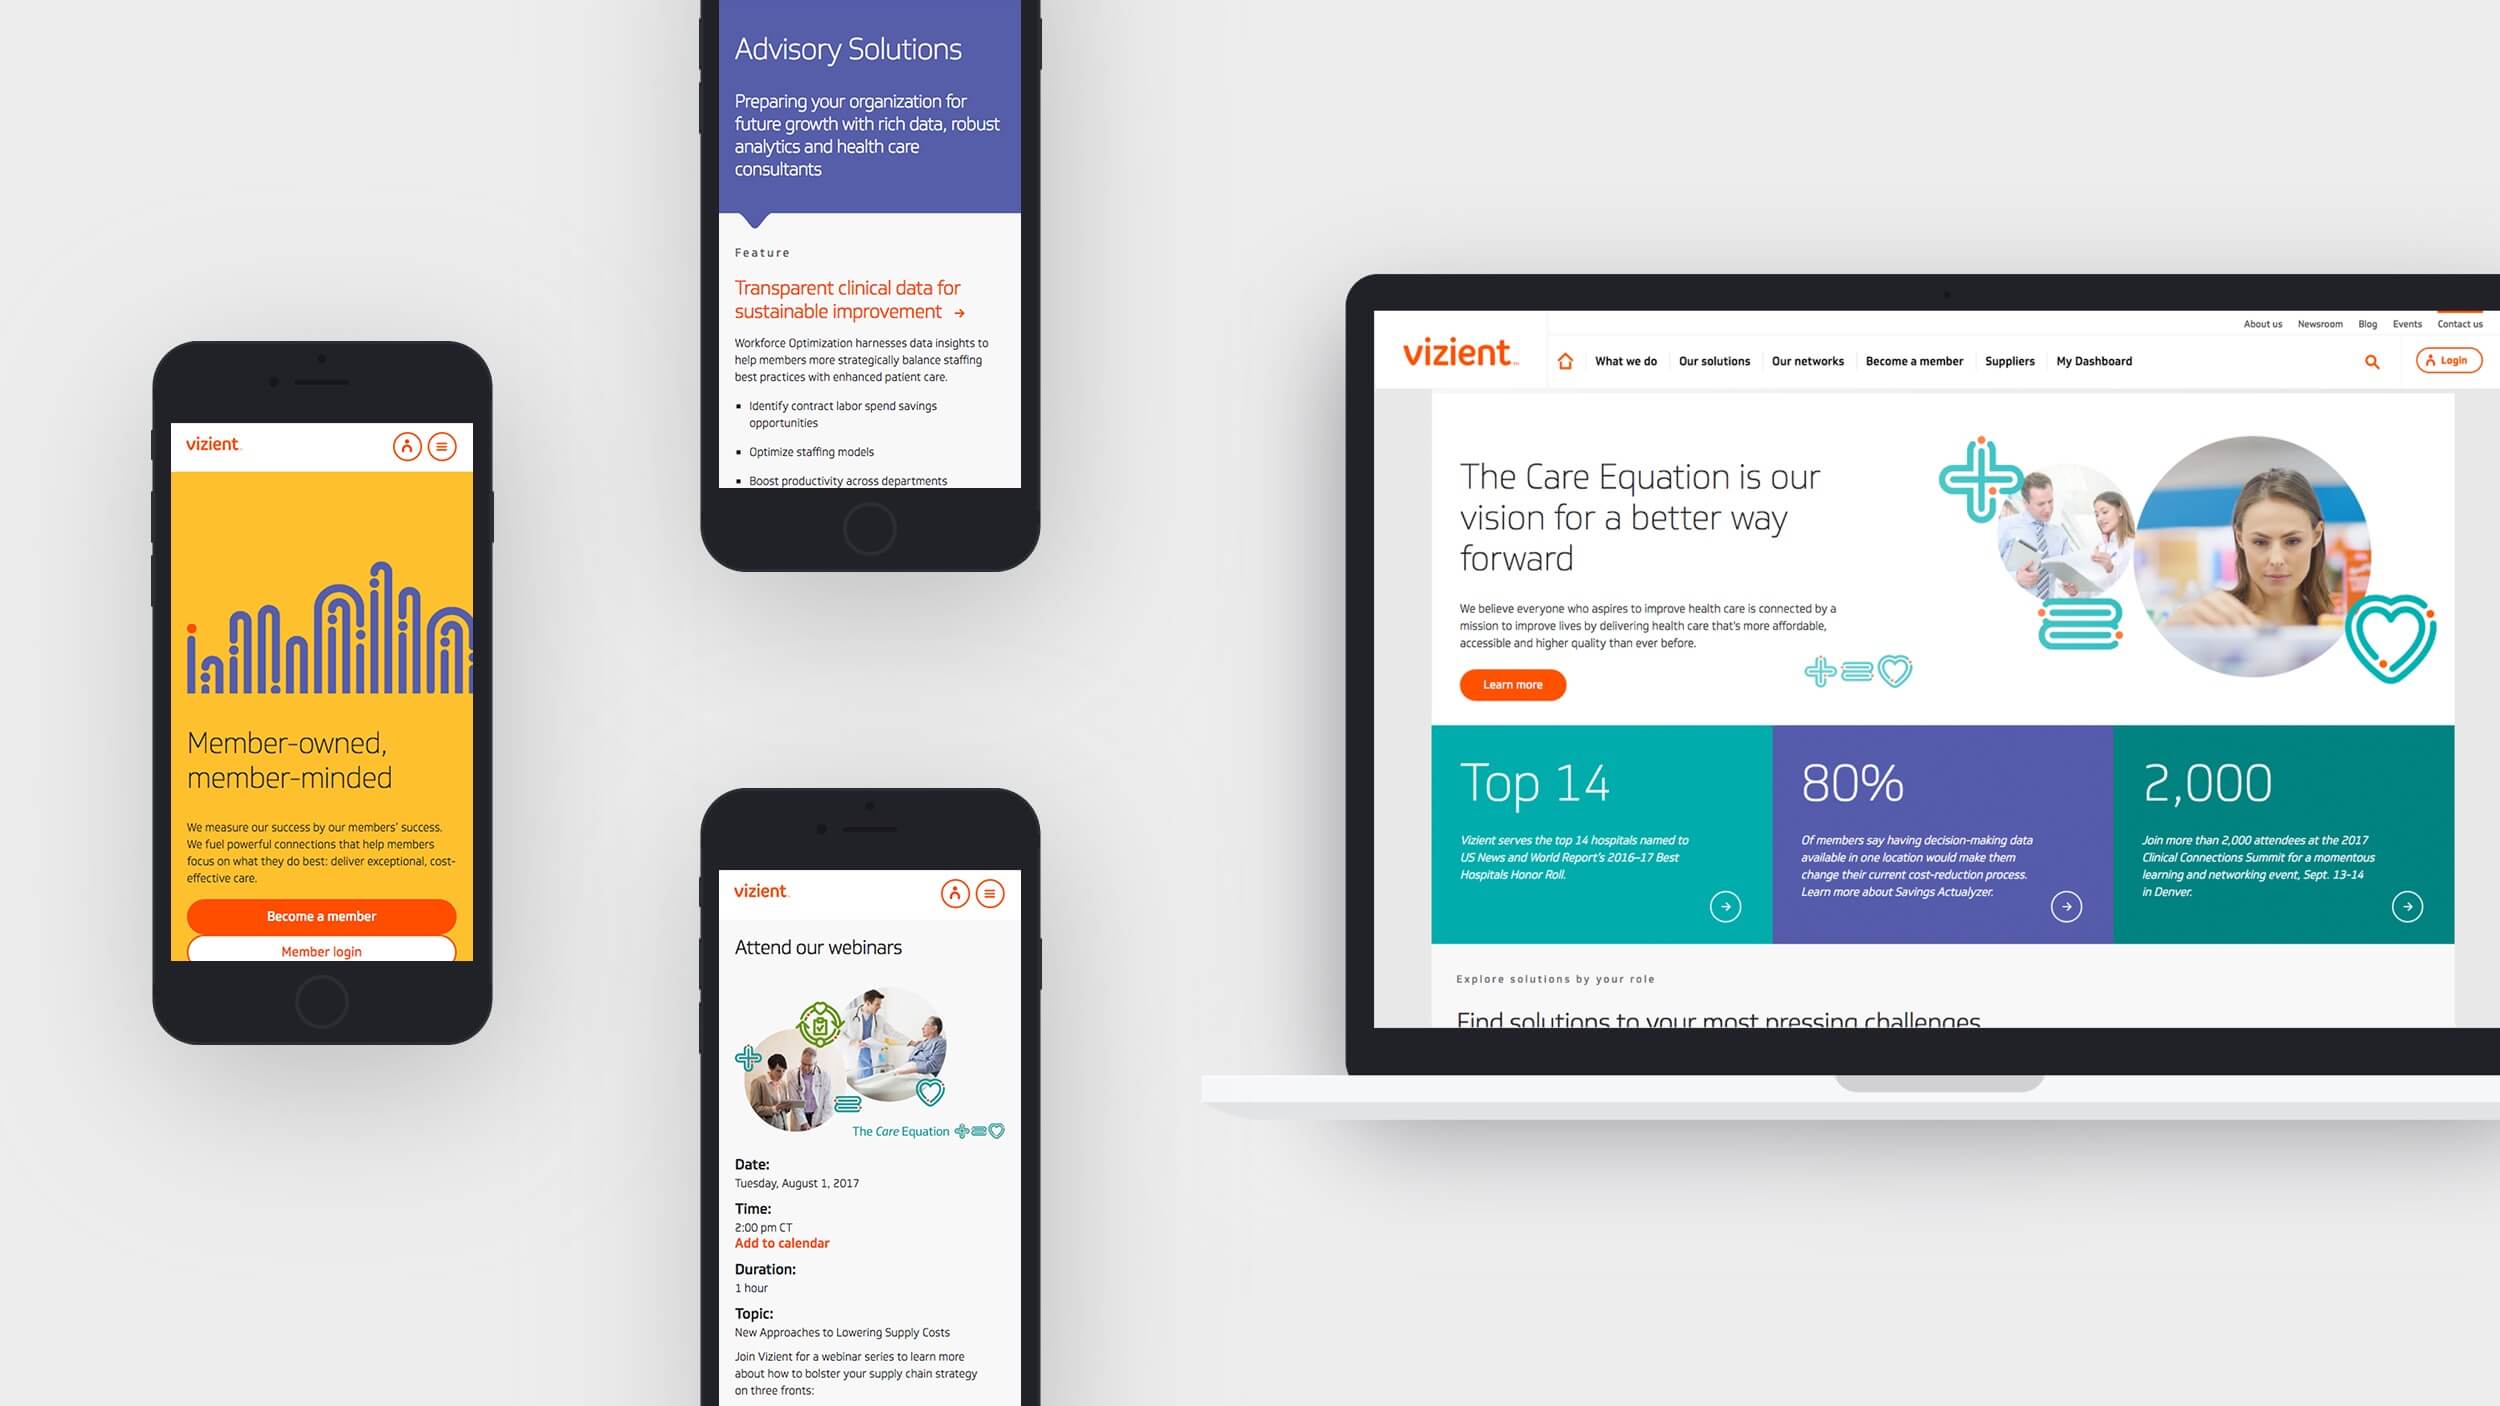 vizient
Member-owned,
member-minded
We measure our success by our members' success.
We fuel powerful connections that help members
focus on what they do best: deliver exceptional, cost-
effective care.
Become a member
Member login
Advisory Solutions
Preparing your organization for
future growth with rich data, robust
analytics and health care
consultants
Feature
Transparent clinical data for
sustainable improvement →
Workforce Optimization harnesses data insights to
help members more strategically balance staffing
best practices with enhanced patient care.
▪ Identify contract labor spend savings
opportunities
▪ Optimize staffing models
▪ Boost productivity across departments
vizient
Attend our webinars
The Care Equation
Date:
Tuesday, August 1, 2017
Time:
2:00 pm CT
Add to calendar
Duration:
1 hour
Topic:
New Approaches to Lowering Supply Costs
Join Vizient for a webinar series to learn more
about how to bolster your supply chain strategy
on three fronts:
About us Newsroom Blog Events Contact us
vizient
What we do Our solutions Our networks Become a member Suppliers My Dashboard Login
The Care Equation is our
vision for a better way
forward
We believe everyone who aspires to improve health care is connected by a
mission to improve lives by delivering health care that's more affordable,
accessible and higher quality than ever before.
Learn more
Top 14
Vizient serves the top 14 hospitals named to
US News and World Report's 2016–17 Best
Hospitals Honor Roll.
80%
Of members say having decision-making data
available in one location would make them
change their current cost-reduction process.
Learn more about Savings Actualyzer.
2,000
Join more than 2,000 attendees at the 2017
Clinical Connections Summit for a momentous
learning and networking event, Sept. 13-14
in Denver.
Explore solutions by your role
Find solutions to your most pressing challenges